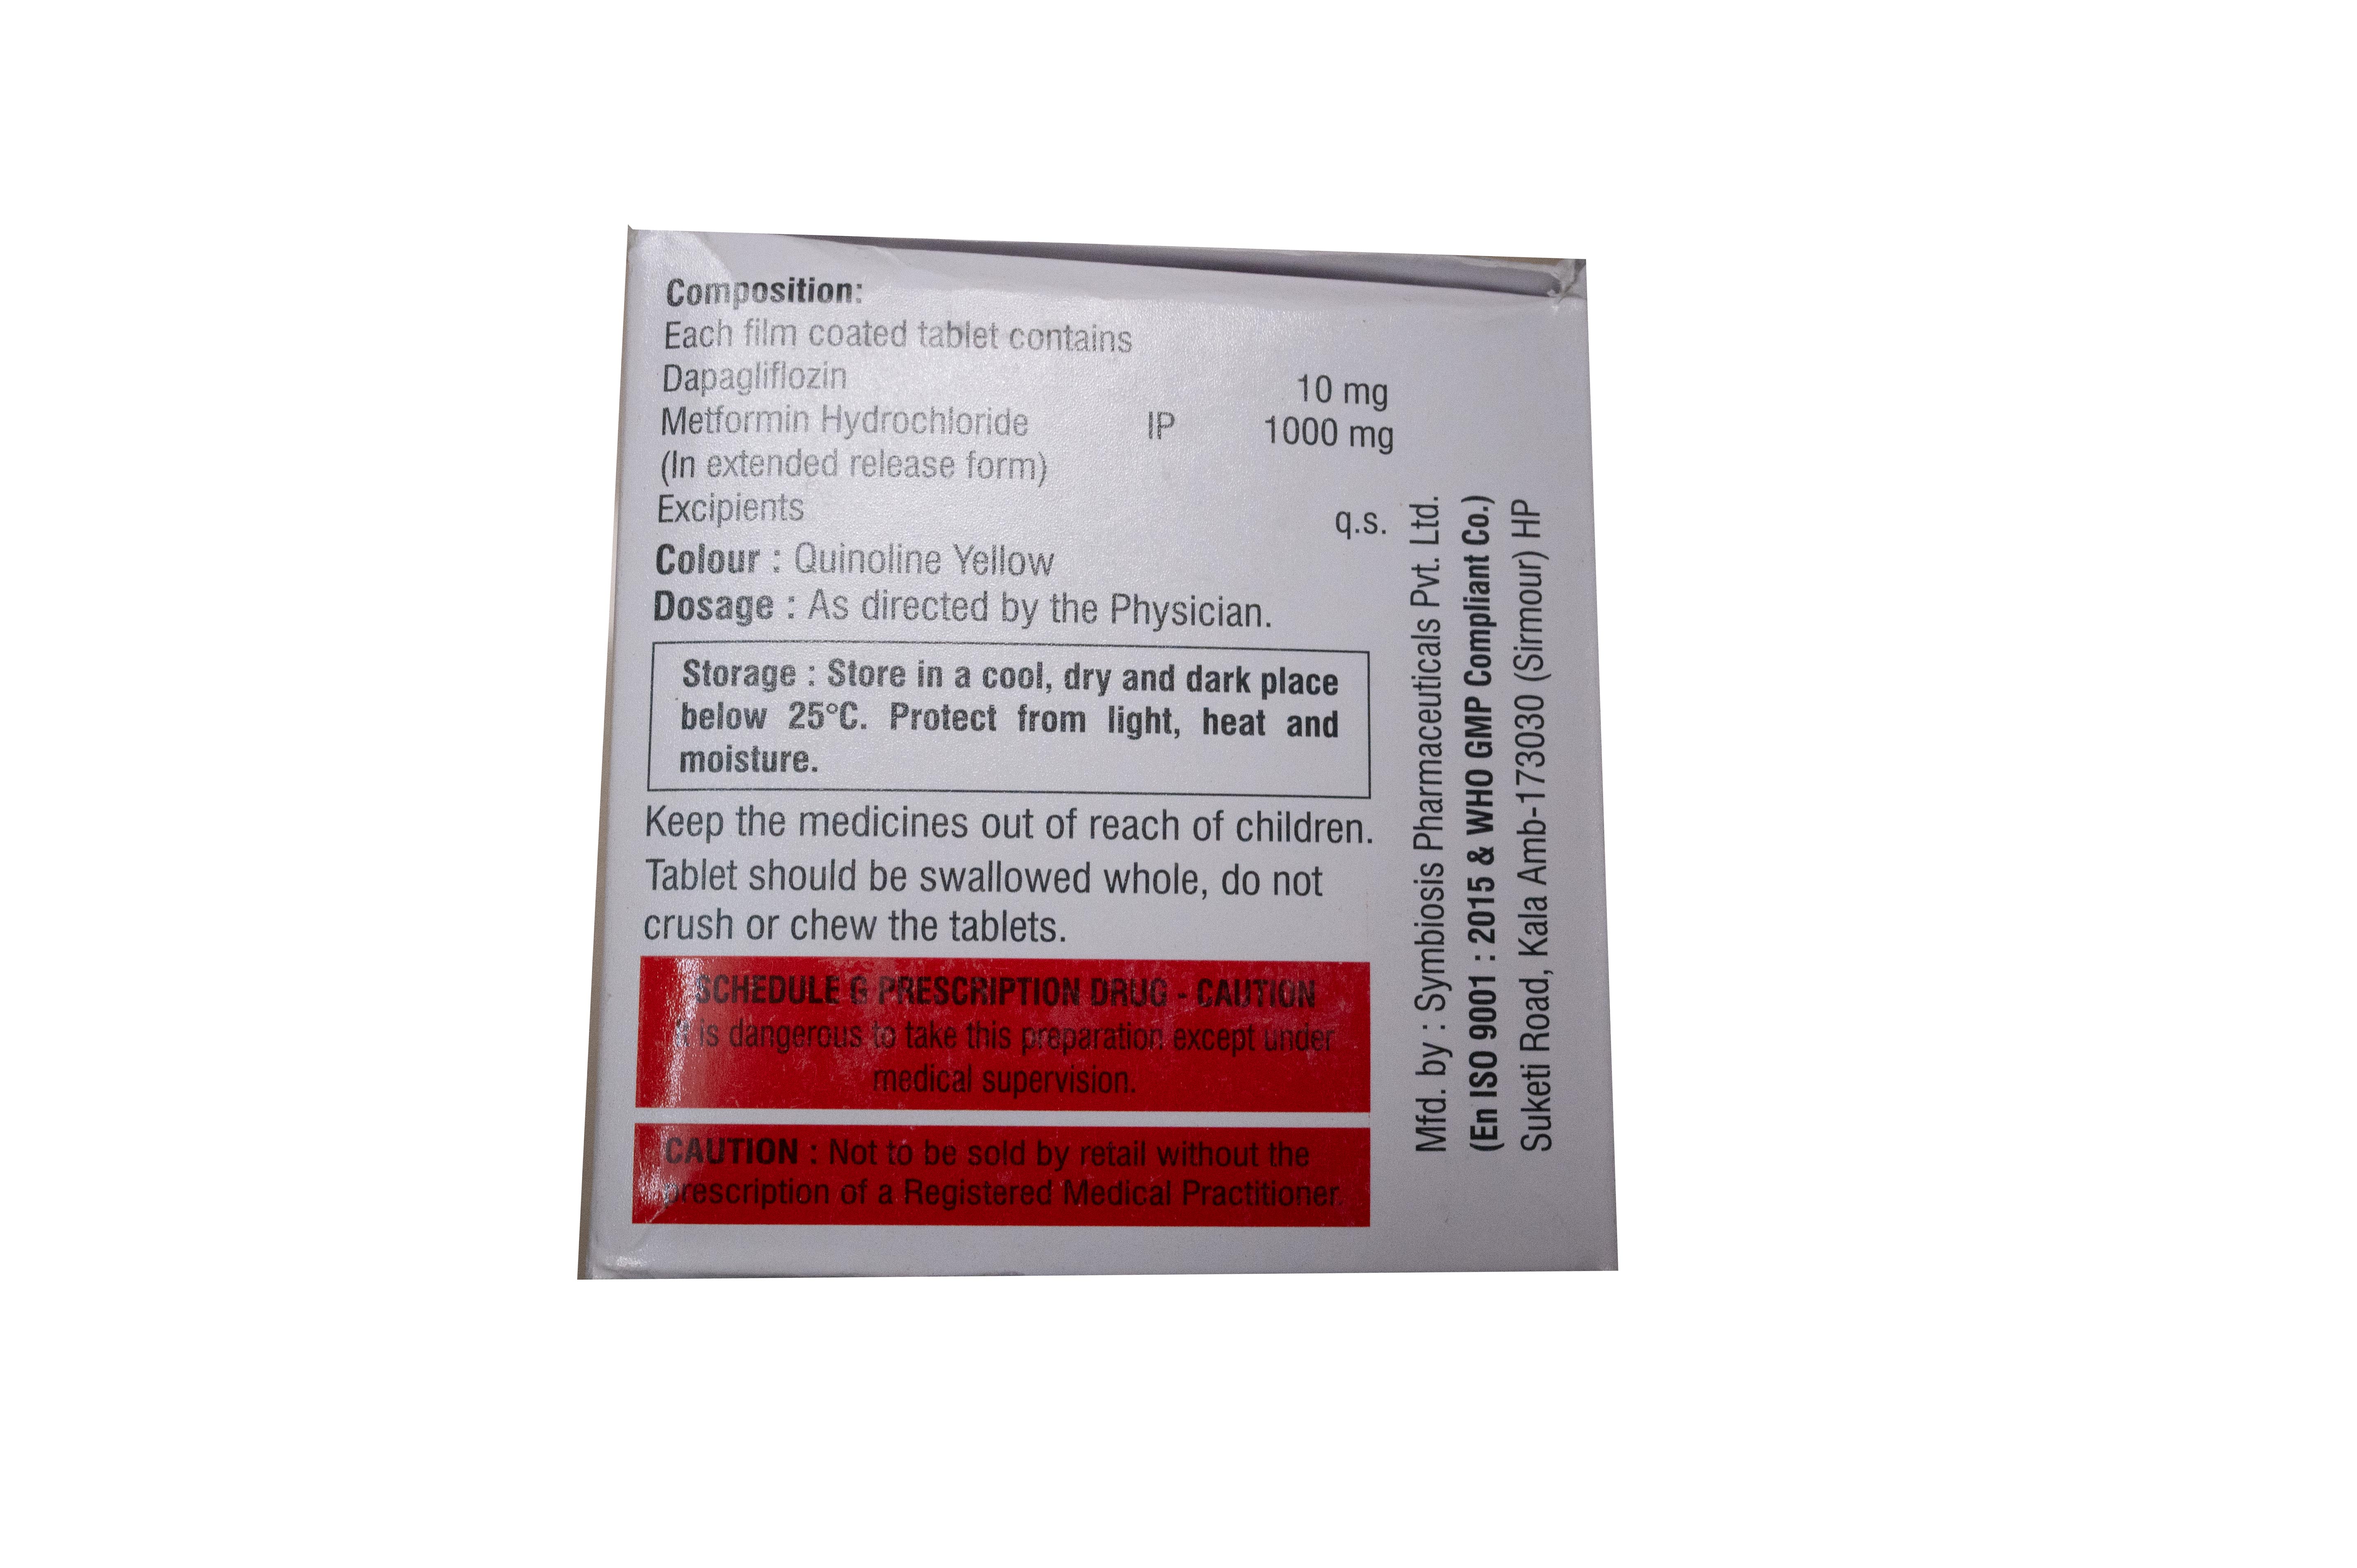 Composition:
Each film coated tablet contains
Dapagliflozin 10 mg
Metformin Hydrochloride IP 1000 mg
(In extended release form)
Excipients q.s.
Colour : Quinoline Yellow
Dosage : As directed by the Physician.
Storage : Store in a cool, dry and dark place
below 25°C. Protect from light, heat and
moisture.
Keep the medicines out of reach of children.
Tablet should be swallowed whole, do not
crush or chew the tablets.
SCHEDULE G PRESCRIPTION DRUG - CAUTION
It is dangerous to take this preparation except under
medical supervision.
CAUTION : Not to be sold by retail without the
prescription of a Registered Medical Practitioner.
Mfd. by : Symbiosis Pharmaceuticals Pvt. Ltd.
(En ISO 9001 : 2015 & WHO GMP Compliant Co.)
Suketi Road, Kala Amb-173030 (Sirmour) HP